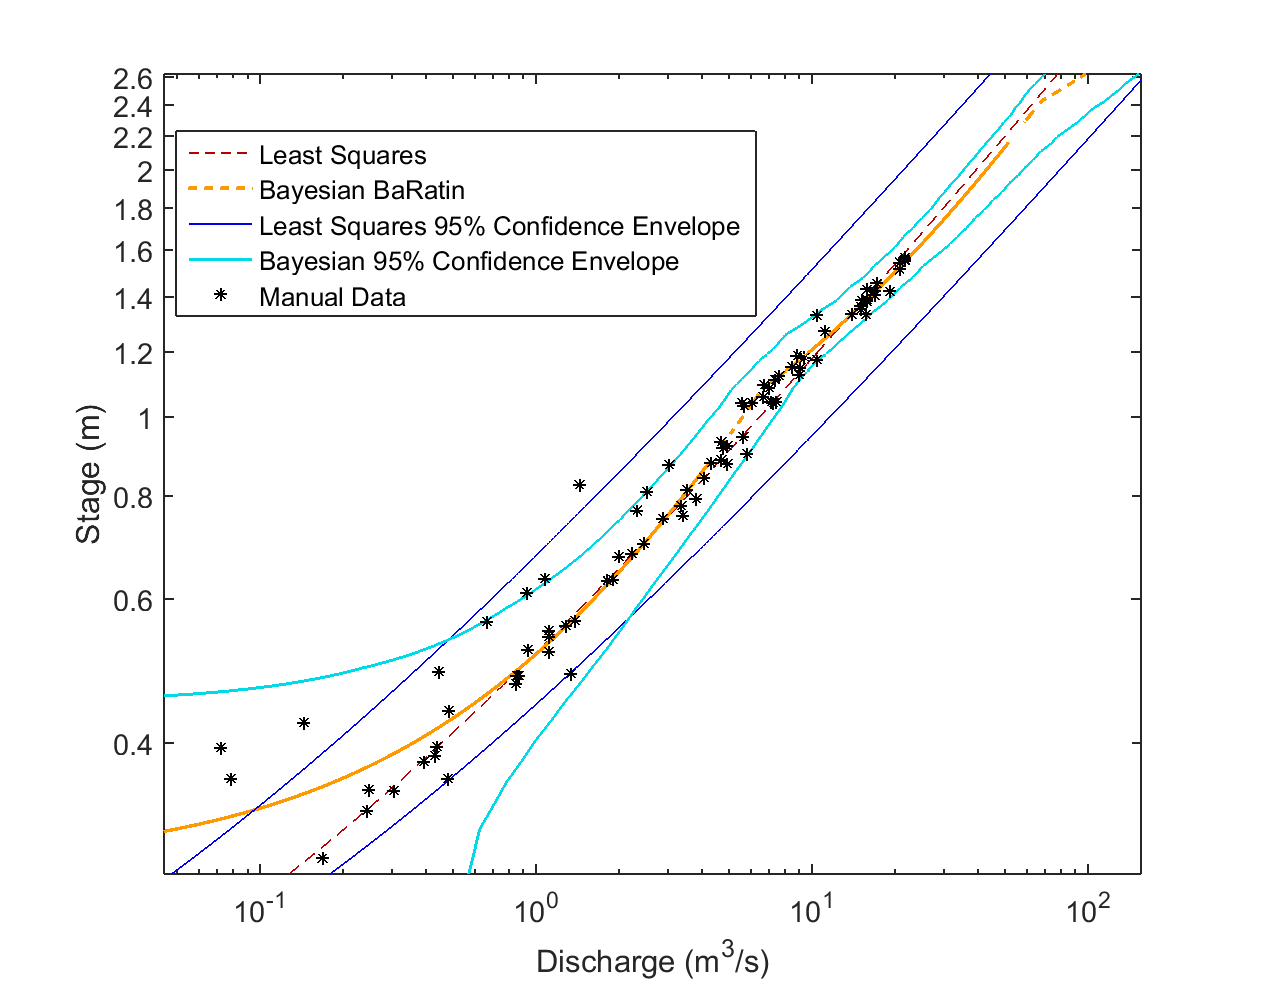 2.6
2.4
2.2
2
1.8
1.6
1.4
1.2
1
0.8
0.6
0.4
Stage (m)
Least Squares
Bayesian BaRatin
Least Squares 95% Confidence Envelope
Bayesian 95% Confidence Envelope
Manual Data
10⁻¹ 10⁰ 10¹ 10²
Discharge (m³/s)